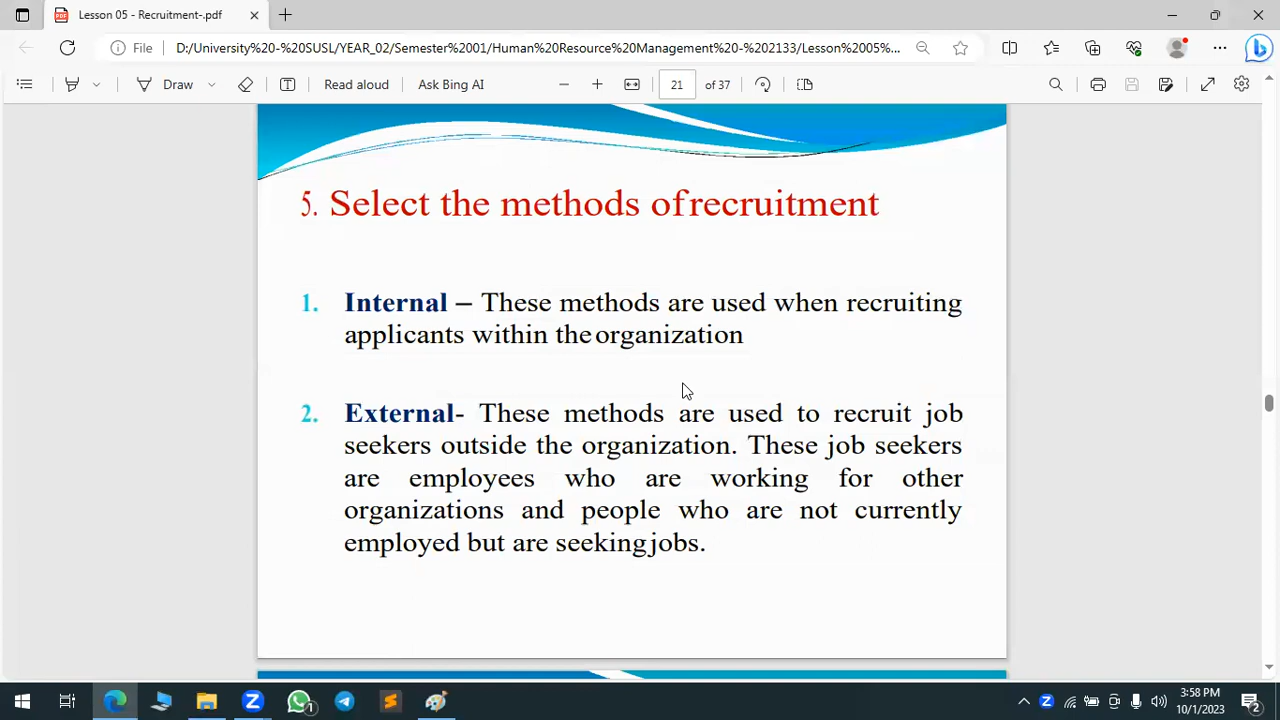 Lesson 05 - Recruitment-.pdf
File
D:/University%20-%20SUSL/YEAR_02/Semester%2001/Human%20Resource%20Management%20-%202133/Lesson%2005%...
Draw
Read aloud
Ask Bing AI
21
of 37
5. Select the methods of recruitment
1. Internal – These methods are used when recruiting
applicants within the organization
2. External- These methods are used to recruit job
seekers outside the organization. These job seekers
are employees who are working for other
organizations and people who are not currently
employed but are seeking jobs.
1
3:58 PM
10/1/2023
2